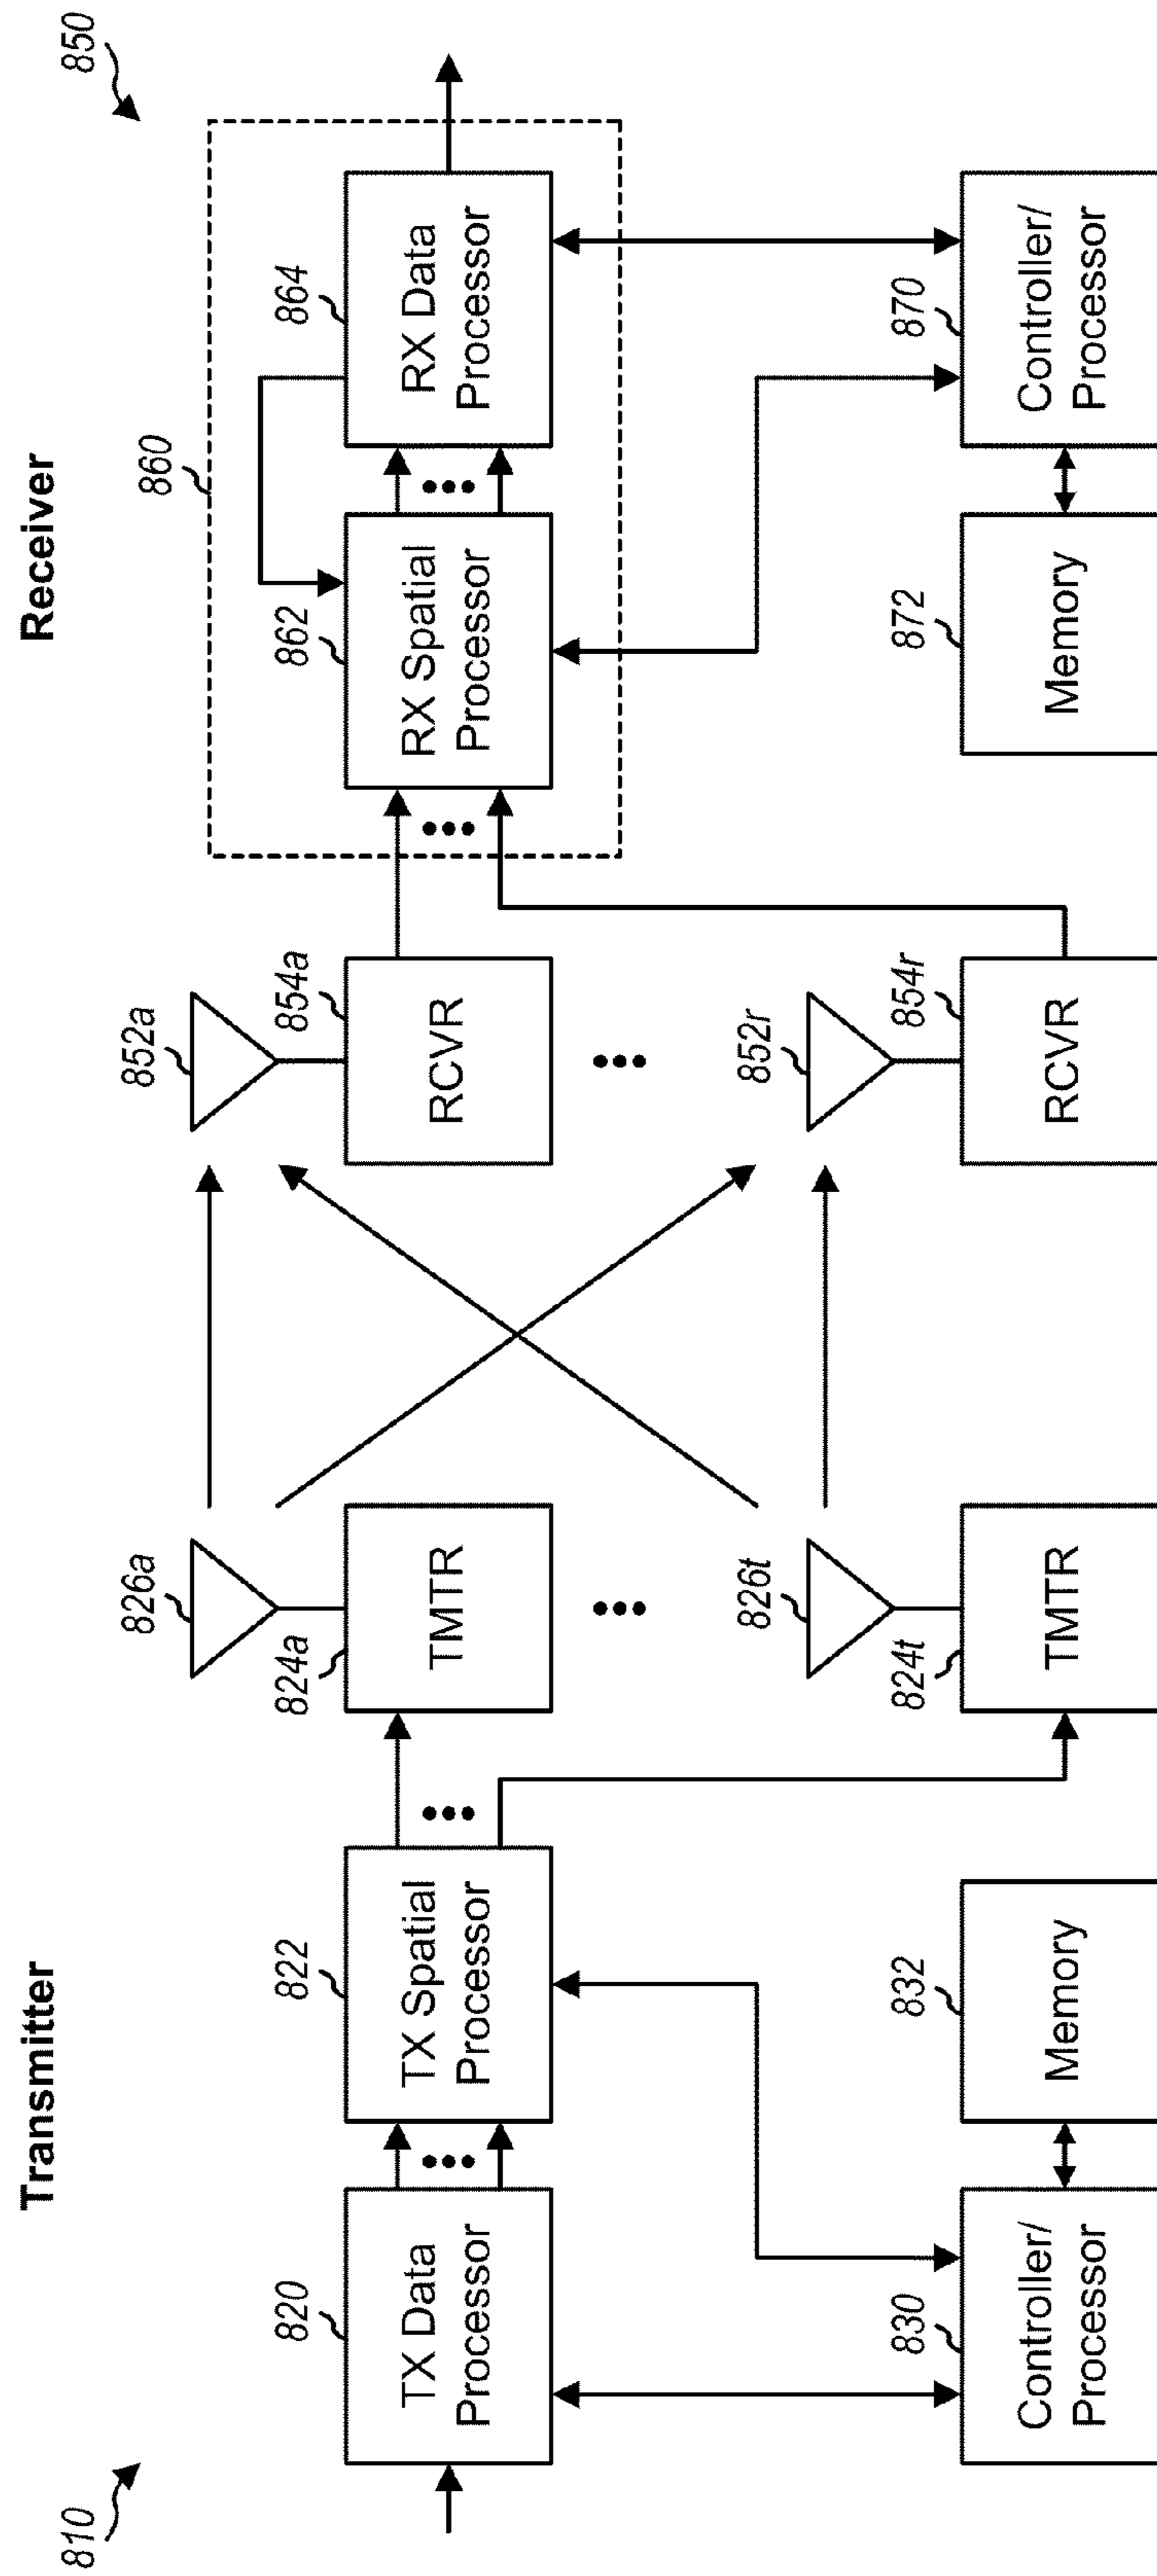 Transmitter
Receiver
810
850
860
820
TX Data
Processor
822
TX Spatial
Processor
824a
TMTR
826a
852a
854a
RCVR
862
RX Spatial
Processor
864
RX Data
Processor
830
Controller/
Processor
832
Memory
824t
TMTR
826t
852r
854r
RCVR
872
Memory
870
Controller/
Processor